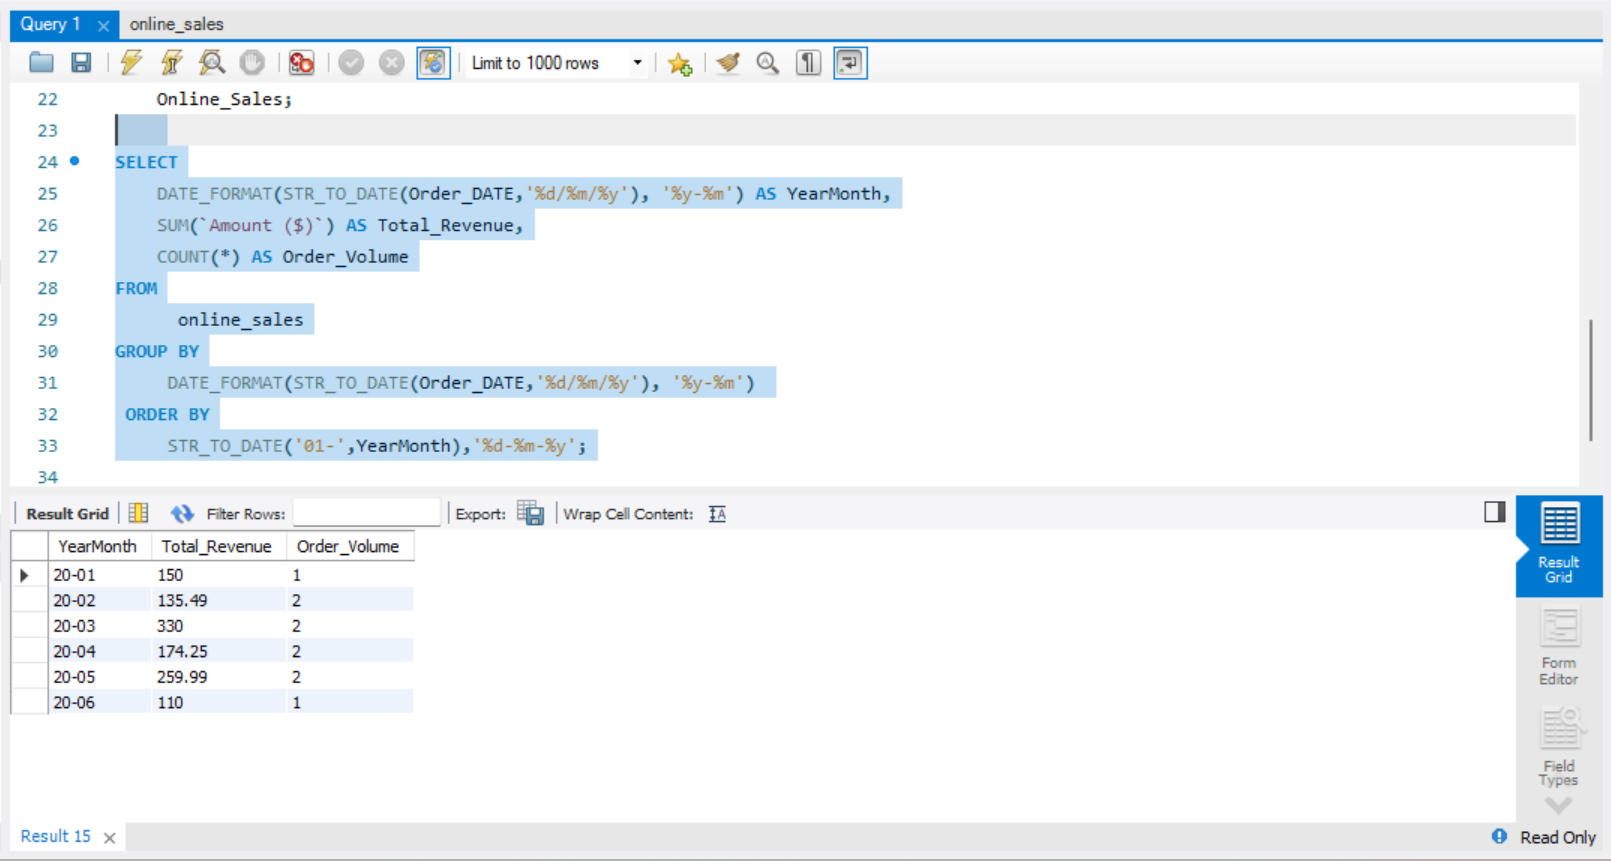 Query 1 online_sales
Limit to 1000 rows
22 Online_Sales;
23
24 SELECT
25 DATE_FORMAT(STR_TO_DATE(Order_DATE,'%d/%m/%y'), '%y-%m') AS YearMonth,
26 SUM(`Amount ($)`) AS Total_Revenue,
27 COUNT(*) AS Order_Volume
28 FROM
29 online_sales
30 GROUP BY
31 DATE_FORMAT(STR_TO_DATE(Order_DATE,'%d/%m/%y'), '%y-%m')
32 ORDER BY
33 STR_TO_DATE('01-',YearMonth),'%d-%m-%y';
34
Result Grid Filter Rows: Export: Wrap Cell Content:
YearMonth Total_Revenue Order_Volume
20-01 150 1
20-02 135.49 2
20-03 330 2
20-04 174.25 2
20-05 259.99 2
20-06 110 1
Result
Grid
Form
Editor
Field
Types
Result 15 Read Only